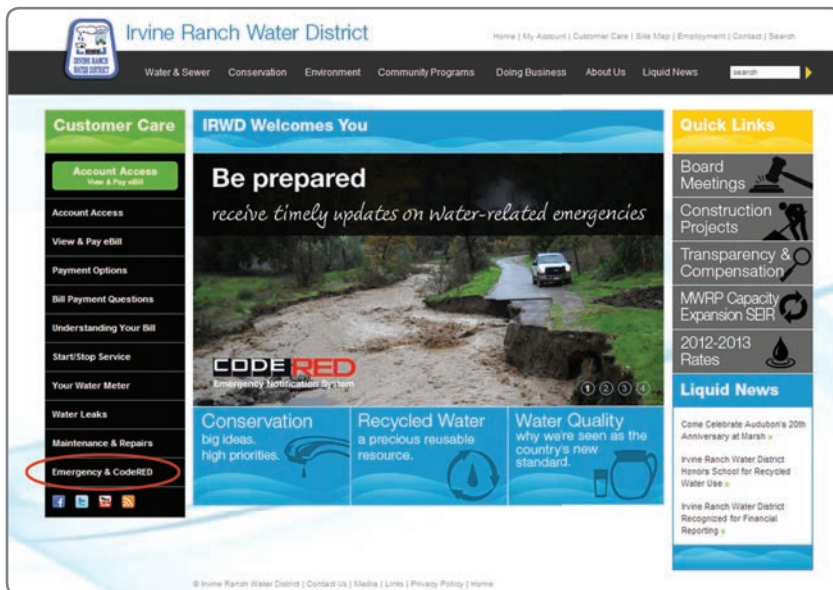 IRVINE RANCH
WATER DISTRICT
Irvine Ranch Water District
Home | My Account | Customer Care | Site Map | Employment | Contact | Search
Water & Sewer Conservation Environment Community Programs Doing Business About Us Liquid News search
Customer Care
Account Access
View & Pay eBill
Account Access
View & Pay eBill
Payment Options
Bill Payment Questions
Understanding Your Bill
Start/Stop Service
Your Water Meter
Water Leaks
Maintenance & Repairs
Emergency & CodeRED
IRWD Welcomes You
Be prepared
receive timely updates on water-related emergencies
CODE RED
Emergency Notification System
1 2 3 4
Conservation
big ideas.
high priorities.
Recycled Water
a precious reusable
resource.
Water Quality
why we're seen as the
country's new
standard.
Quick Links
Board
Meetings
Construction
Projects
Transparency &
Compensation
MWRP Capacity
Expansion SEIR
2012-2013
Rates
Liquid News
Come Celebrate Audubon's 20th
Anniversary at Marsh »
Irvine Ranch Water District
Honors School for Recycled
Water Use »
Irvine Ranch Water District
Recognized for Financial
Reporting »
© Irvine Ranch Water District | Contact Us | Media | Links | Privacy Policy | Home